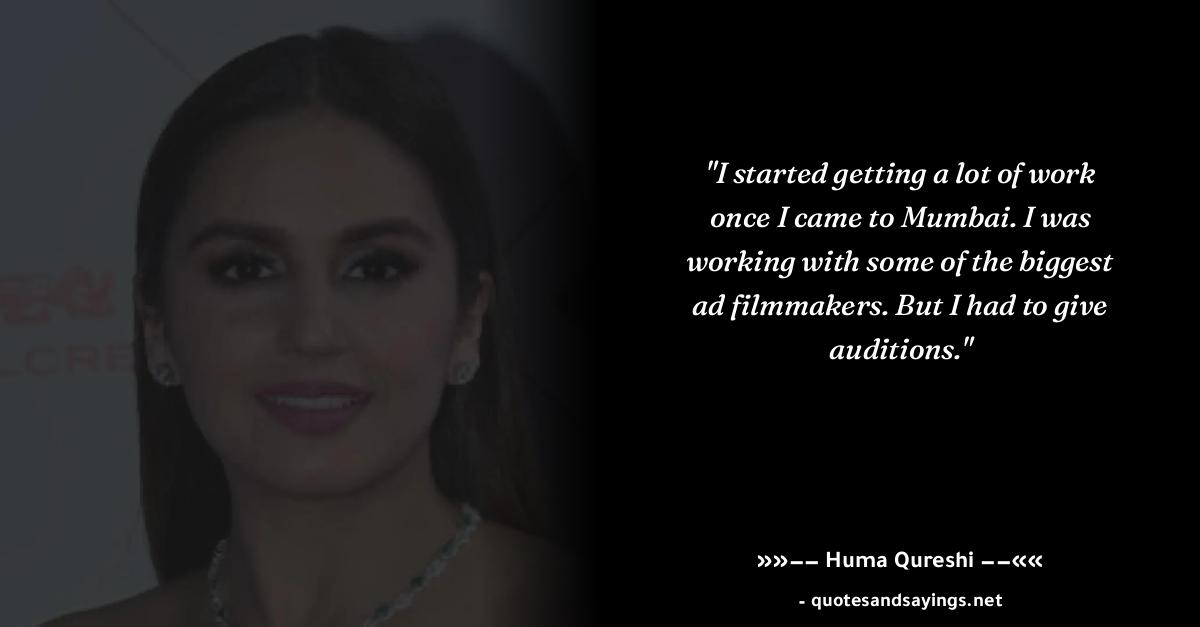 LCRE
"I started getting a lot of work
once I came to Mumbai. I was
working with some of the biggest
ad filmmakers. But I had to give
auditions."
»»−− Huma Qureshi −−««
- quotesandsayings.net